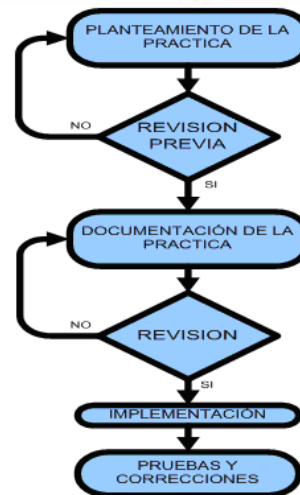 PLANTEAMIENTO DE LA
PRACTICA
NO
REVISION
PREVIA
SI
DOCUMENTACIÓN DE LA
PRACTICA
NO
REVISION
SI
IMPLEMENTACIÓN
PRUEBAS Y
CORRECCIONES